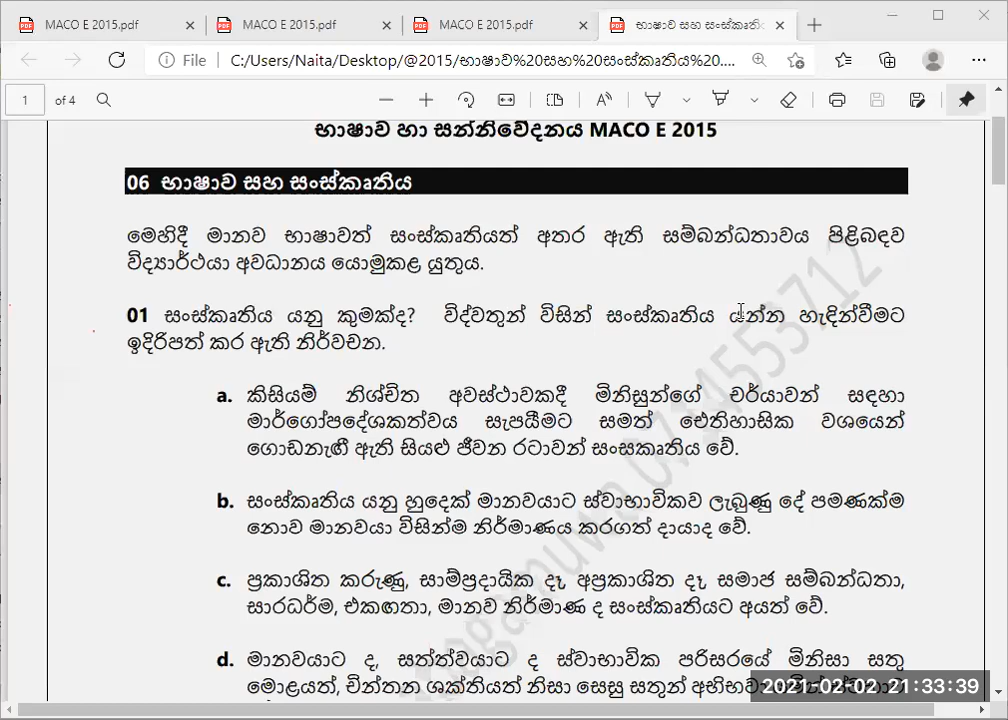 MACO E 2015.pdf
MACO E 2015.pdf
MACO E 2015.pdf
භාෂාව සහ සංස්කෘතිය
File
C:/Users/Naita/Desktop/@2015/භාෂාව%20සහ%20සංස්කෘතිය%20....
1 of 4
භාෂාව හා සන්නිවේදනය MACO E 2015
06 භාෂාව සහ සංස්කෘතිය
මෙහිදී මානව භාෂාවත් සංස්කෘතියත් අතර ඇති සම්බන්ධතාවය පිළිබඳව
විද්‍යාර්ථයා අවධානය යොමුකළ යුතුය.
01 සංස්කෘතිය යනු කුමක්ද? විද්වතුන් විසින් සංස්කෘතිය යන්න හැඳින්වීමට
ඉදිරිපත් කර ඇති නිර්වචන.
a. කිසියම් නිශ්චිත අවස්ථාවකදී මිනිසුන්ගේ චර්යාවන් සඳහා
මාර්ගෝපදේශකත්වය සැපයීමට සමත් ඓතිහාසික වශයෙන්
ගොඩනැඟී ඇති සියළු ජීවන රටාවන් සංසකෘතිය වේ.
b. සංස්කෘතිය යනු හුදෙක් මානවයාට ස්වාභාවිකව ලැබුණු දේ පමණක්ම
නොව මානවයා විසින්ම නිර්මාණය කරගත් දායාද වේ.
c. ප්‍රකාශිත කරුණු, සාම්ප්‍රදායික දෑ අප්‍රකාශිත දෑ සමාජ සම්බන්ධතා,
සාරධර්ම, එකඟතා, මානව නිර්මාණ ද සංස්කෘතියට අයත් වේ.
d. මානවයාට ද, සත්ත්වයාට ද ස්වාභාවික පරිසරයේ මිනිසා සතු
මොළයත්, චින්තන ශක්තියත් නිසා සෙසු සතුන් අභිභවා
2021-02-02 21:33:39
0714553712